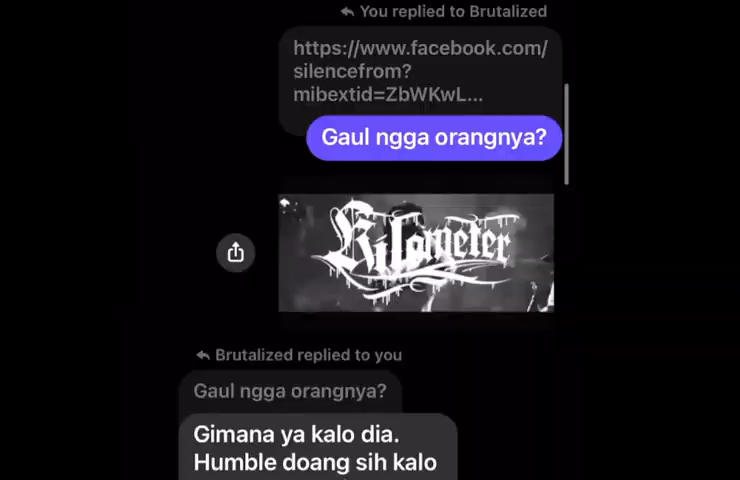 You replied to Brutalized
https://www.facebook.com/
silencefrom?
mibextid=ZbWKwL...
Gaul ngga orangnya?
Kilometer
Brutalized replied to you
Gaul ngga orangnya?
Gimana ya kalo dia.
Humble doang sih kalo